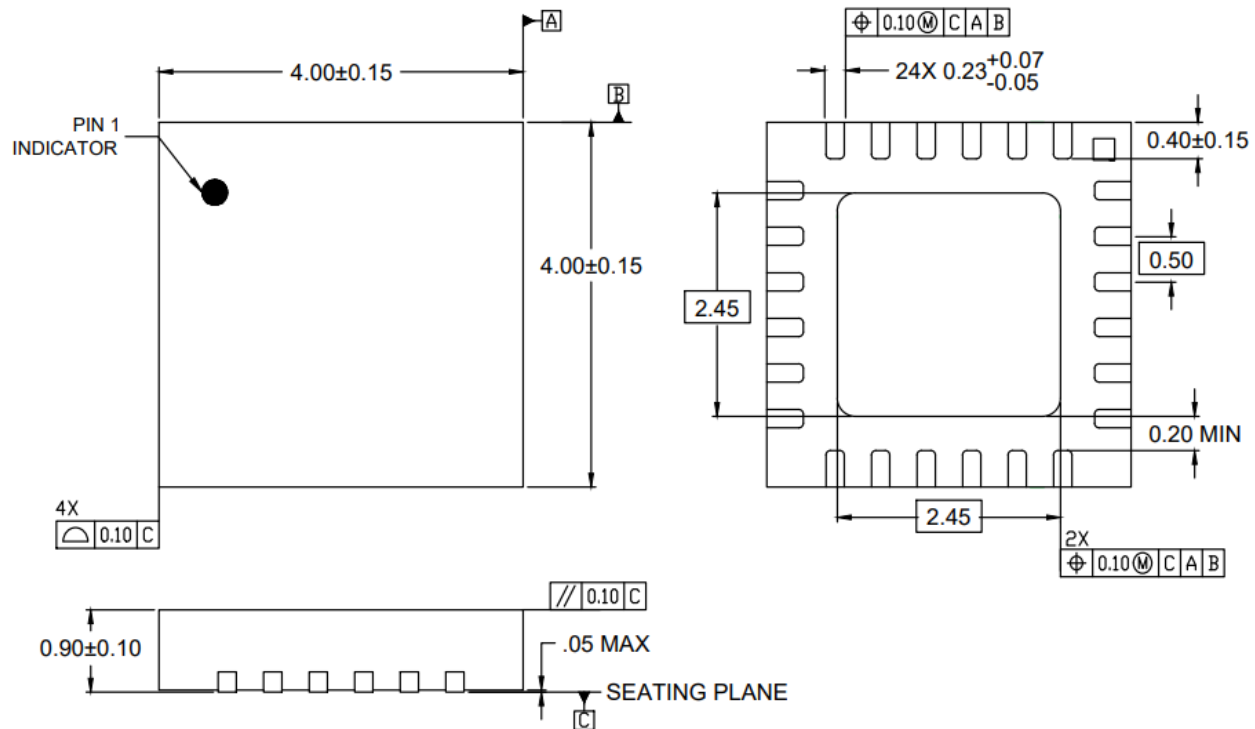 A
4.00±0.15
B
PIN 1
INDICATOR
4.00±0.15
4X
⌓ 0.10 C
⌖ 0.10 Ⓜ C A B
24X 0.23 +0.07
-0.05
0.40±0.15
0.50
2.45
0.20 MIN
2.45
2X
⌖ 0.10 Ⓜ C A B
// 0.10 C
0.90±0.10
.05 MAX
SEATING PLANE
C